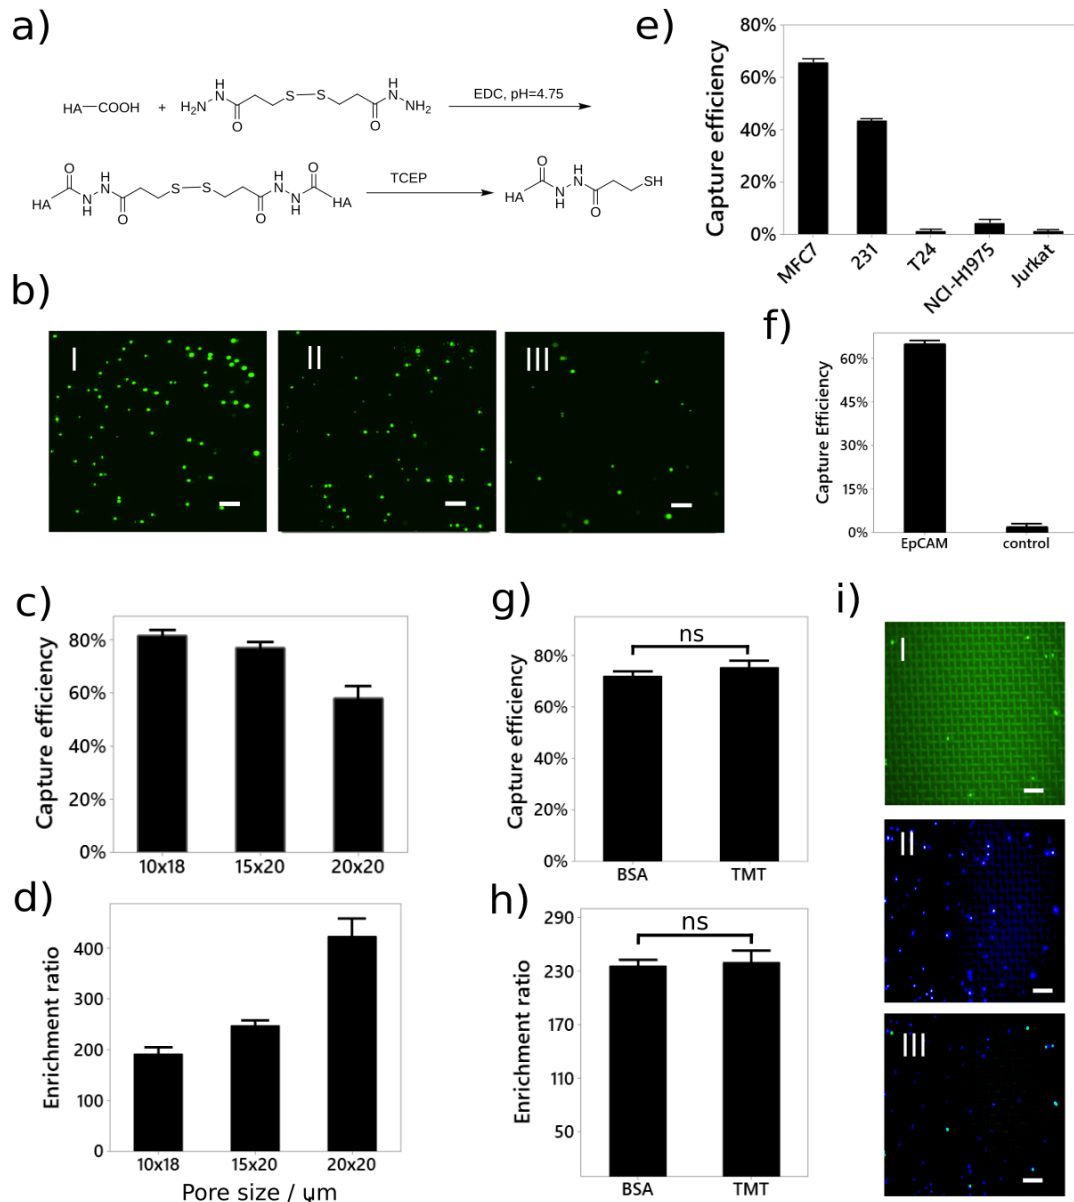 a)
HA
COOH
+
H₂N
H
N
N
H
O
S
S
O
H
N
N
H
NH₂
EDC, pH=4.75
O
HA
N
H
H
N
O
S
S
O
H
N
N
H
O
HA
TCEP
O
HA
N
H
H
N
O
SH
b)
I
II
III
c)
Capture efficiency
80%
60%
40%
20%
0%
10x18
15x20
20x20
d)
Enrichment ratio
400
300
200
100
0
10x18
15x20
20x20
Pore size / μm
e)
Capture efficiency
80%
60%
40%
20%
0%
MFC7
231
T24
NCI-H1975
Jurkat
f)
Capture Efficiency
60%
45%
30%
15%
0%
EpCAM
control
g)
Capture efficiency
80%
60%
40%
20%
0%
ns
BSA
TMT
h)
Enrichment ratio
290
230
170
110
50
ns
BSA
TMT
i)
I
II
III